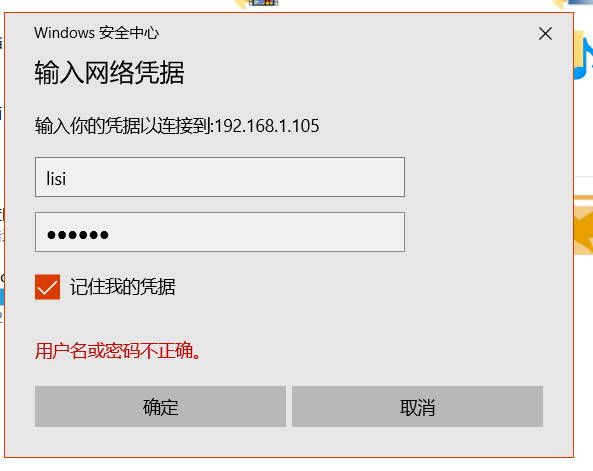 Windows 安全中心
输入网络凭据
输入你的凭据以连接到:192.168.1.105
lisi
●●●●●●
记住我的凭据
用户名或密码不正确。
确定
取消